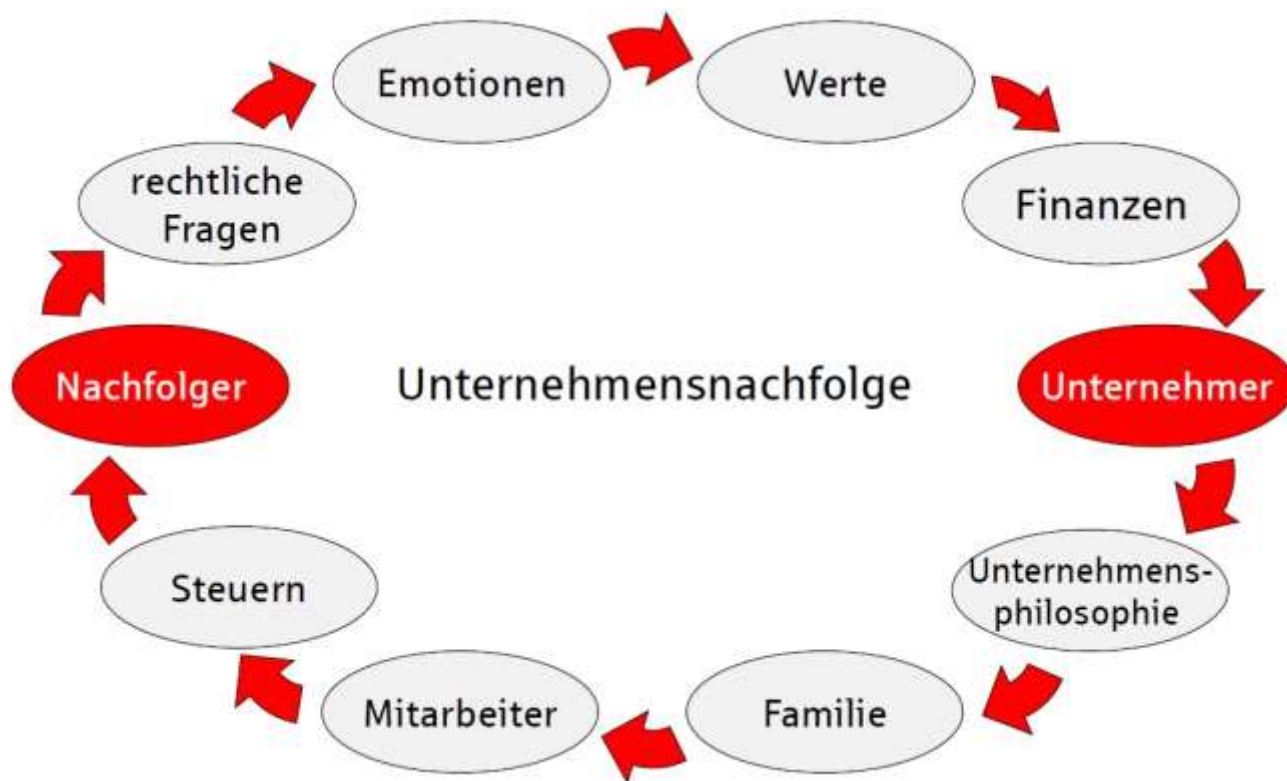 Emotionen
Werte
rechtliche
Fragen
Finanzen
Nachfolger
Unternehmensnachfolge
Unternehmer
Unternehmens-
philosophie
Steuern
Mitarbeiter
Familie